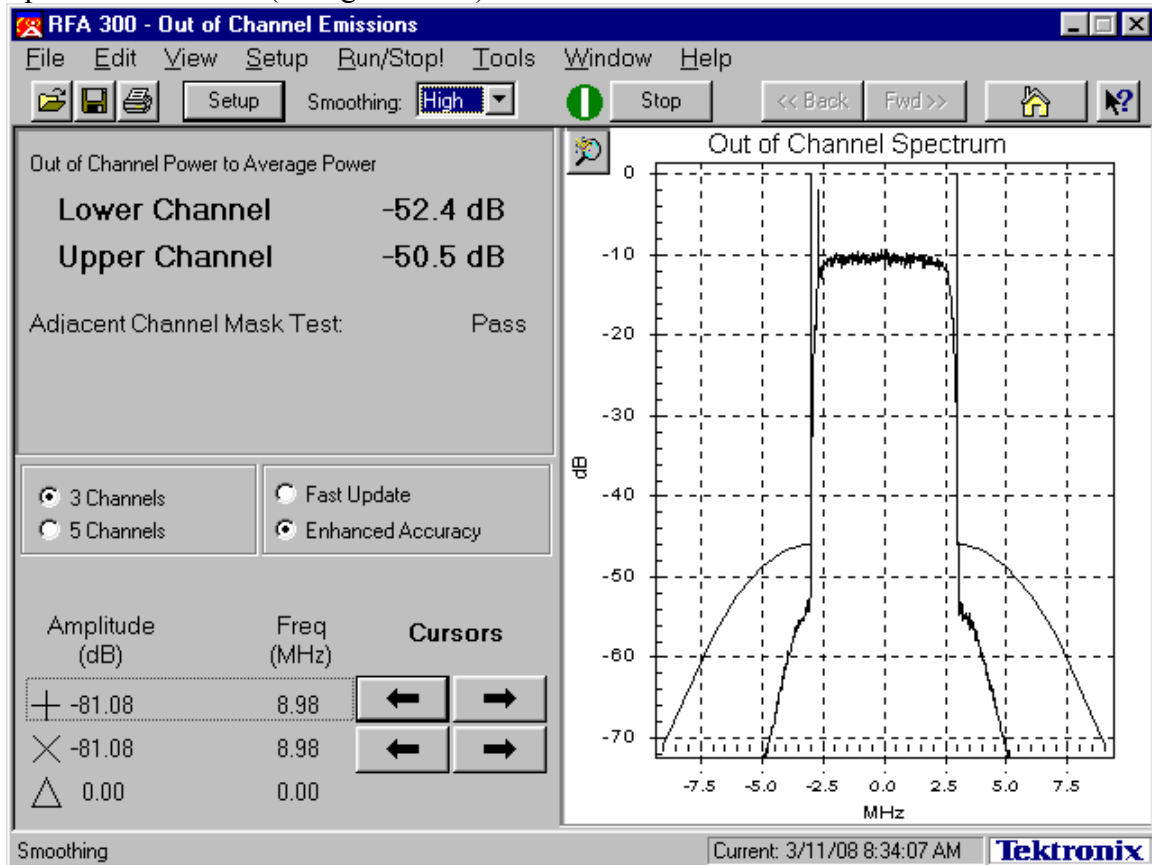 RFA 300 - Out of Channel Emissions
File Edit View Setup Run/Stop! Tools Window Help
Setup Smoothing: High Stop << Back Fwd >>
Out of Channel Power to Average Power
Lower Channel -52.4 dB
Upper Channel -50.5 dB
Adjacent Channel Mask Test: Pass
3 Channels
5 Channels
Fast Update
Enhanced Accuracy
Amplitude (dB) Freq (MHz) Cursors
-81.08 8.98
-81.08 8.98
0.00 0.00
Out of Channel Spectrum
0
-10
-20
-30
dB
-40
-50
-60
-70
-7.5 -5.0 -2.5 0.0 2.5 5.0 7.5
MHz
Smoothing Current: 3/11/08 8:34:07 AM Tektronix